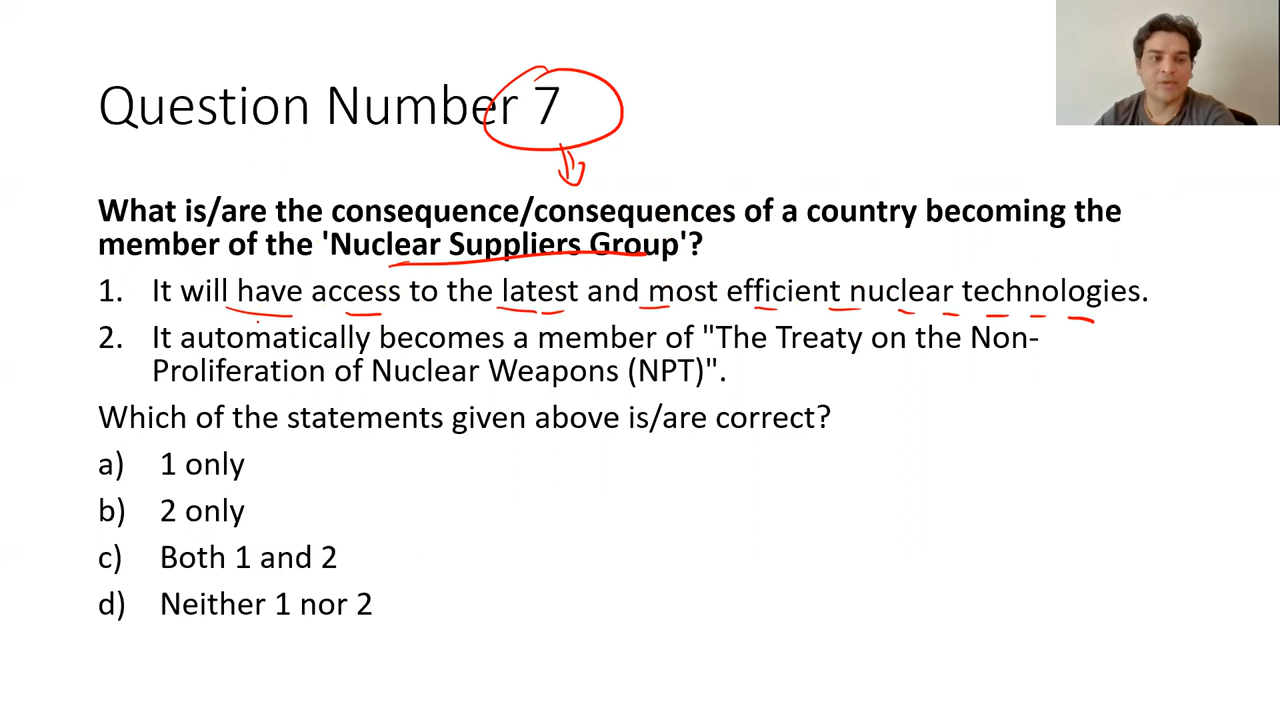 Question Number 7
What is/are the consequence/consequences of a country becoming the
member of the 'Nuclear Suppliers Group'?
1. It will have access to the latest and most efficient nuclear technologies.
2. It automatically becomes a member of "The Treaty on the Non-
Proliferation of Nuclear Weapons (NPT)".
Which of the statements given above is/are correct?
a) 1 only
b) 2 only
c) Both 1 and 2
d) Neither 1 nor 2